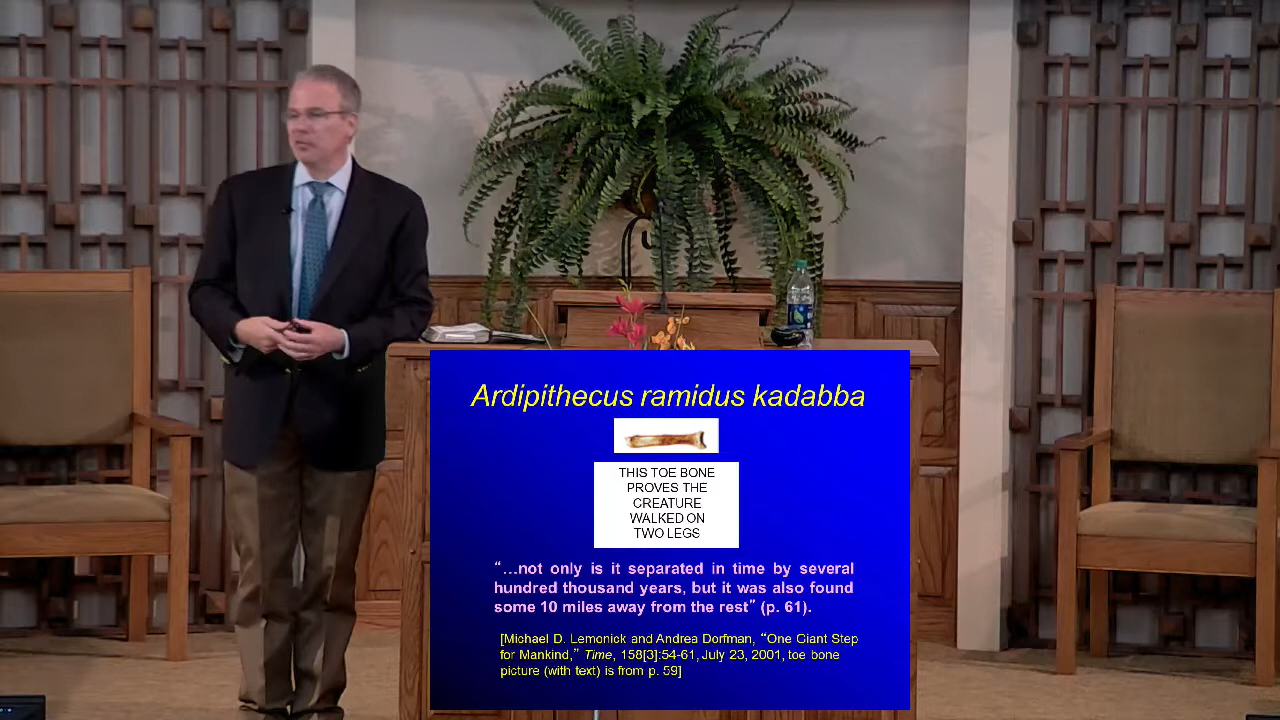 Ardipithecus ramidus kadabba
THIS TOE BONE
PROVES THE
CREATURE
WALKED ON
TWO LEGS
“…not only is it separated in time by several
hundred thousand years, but it was also found
some 10 miles away from the rest” (p. 61).
[Michael D. Lemonick and Andrea Dorfman, “One Giant Step
for Mankind,” Time, 158[3]:54-61, July 23, 2001, toe bone
picture (with text) is from p. 59]